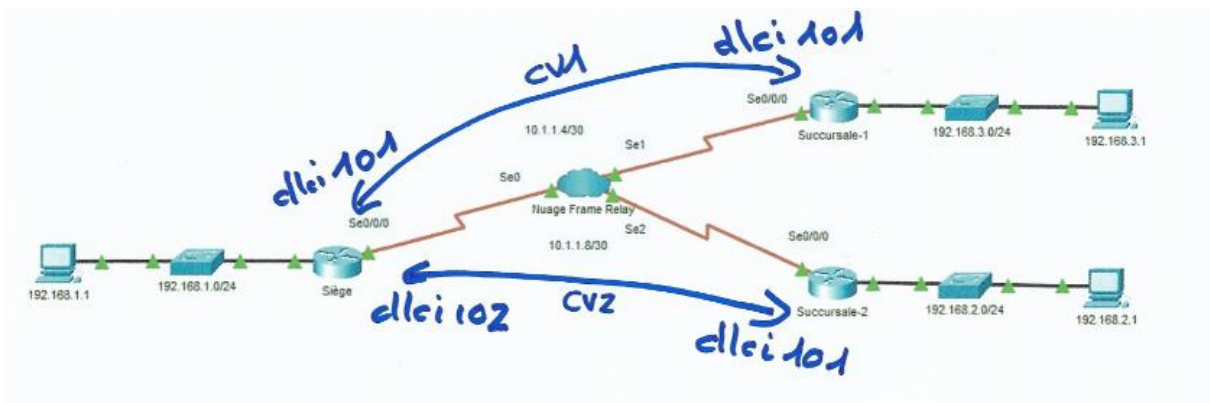 dlci 101
CV1
Se0/0/0
10.1.1.4/30
Succursale-1
192.168.3.0/24
192.168.3.1
Se1
dlci 101
Se0
Nuage Frame Relay
Se0/0/0
Se2
10.1.1.8/30
Se0/0/0
192.168.1.1
192.168.1.0/24
Siège
dlci 102
CV2
Succursale-2
192.168.2.0/24
192.168.2.1
dlci 101